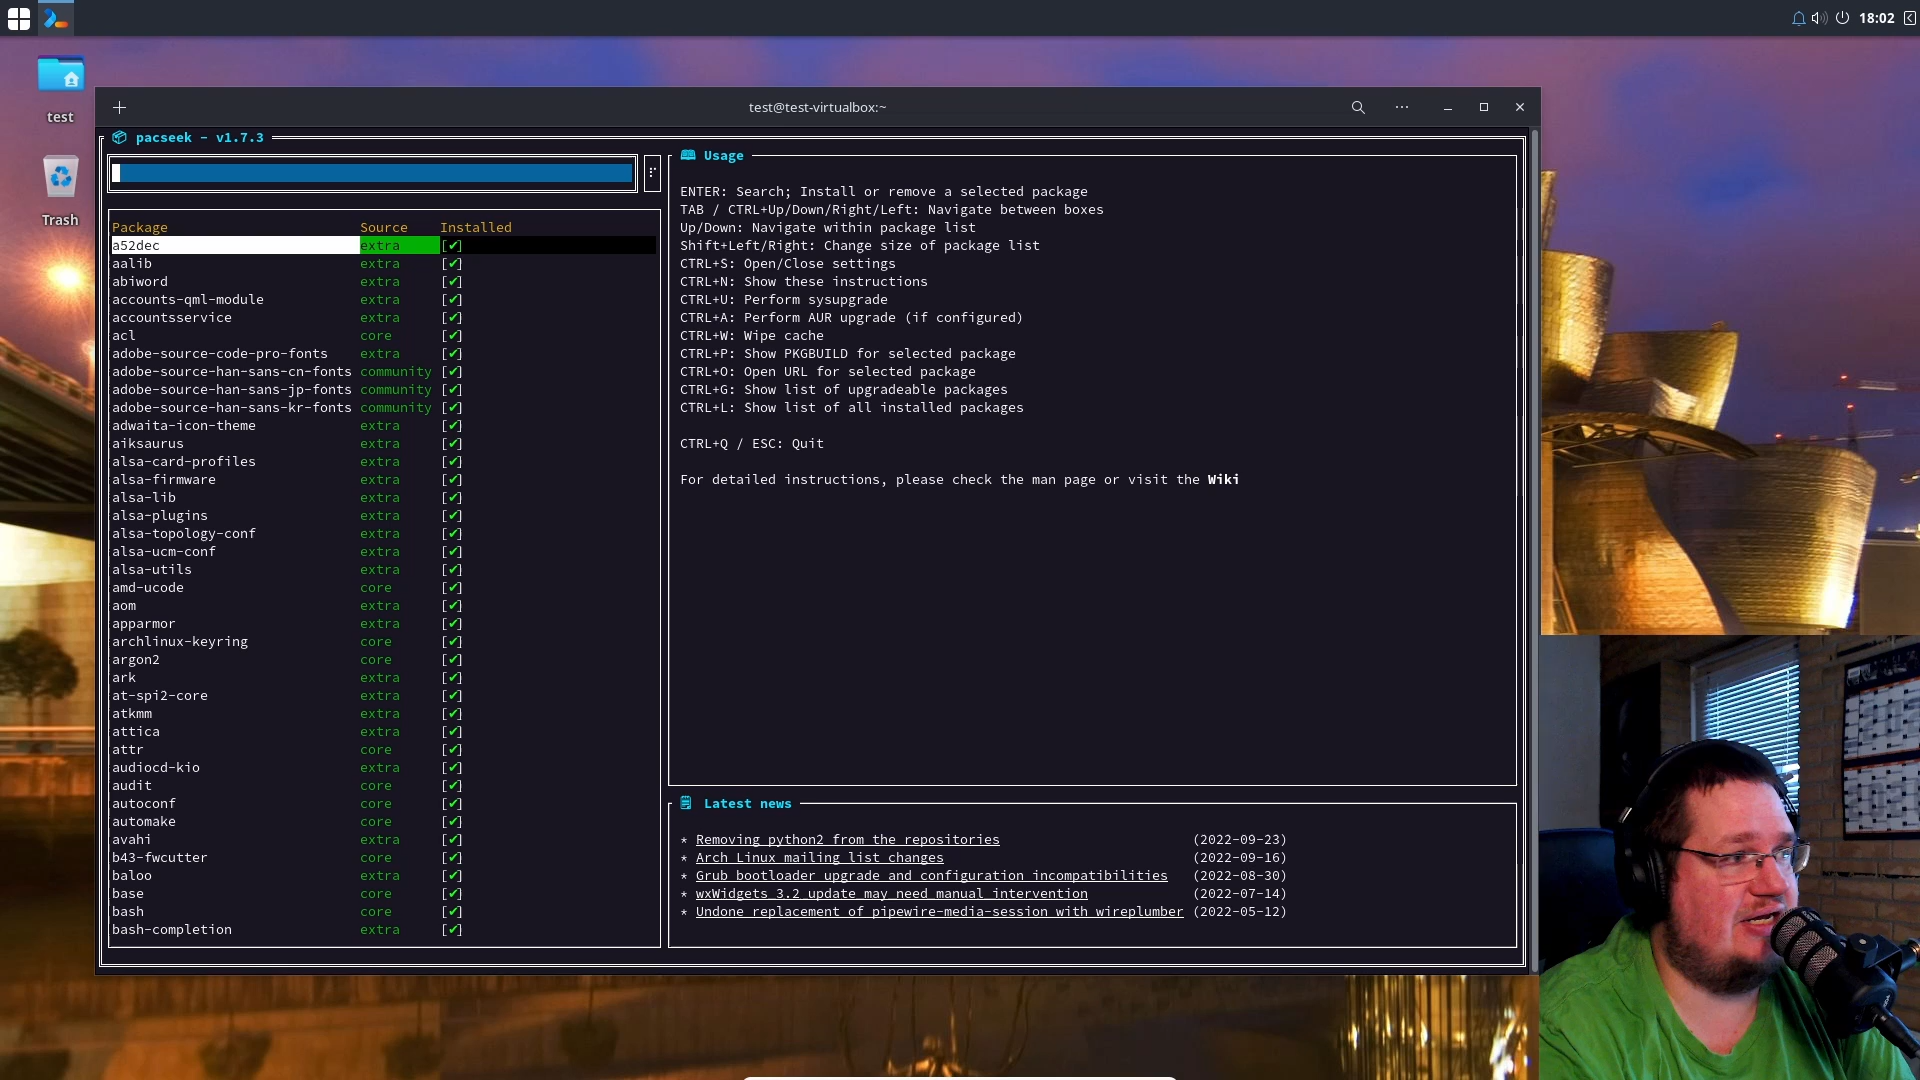 18:02
test
Trash
test@test-virtualbox:~
pacseek - v1.7.3
Package Source Installed
a52dec extra [✔]
aalib extra [✔]
abiword extra [✔]
accounts-qml-module extra [✔]
accountsservice extra [✔]
acl core [✔]
adobe-source-code-pro-fonts extra [✔]
adobe-source-han-sans-cn-fonts community [✔]
adobe-source-han-sans-jp-fonts community [✔]
adobe-source-han-sans-kr-fonts community [✔]
adwaita-icon-theme extra [✔]
aiksaurus extra [✔]
alsa-card-profiles extra [✔]
alsa-firmware extra [✔]
alsa-lib extra [✔]
alsa-plugins extra [✔]
alsa-topology-conf extra [✔]
alsa-ucm-conf extra [✔]
alsa-utils extra [✔]
amd-ucode core [✔]
aom extra [✔]
apparmor extra [✔]
archlinux-keyring core [✔]
argon2 core [✔]
ark extra [✔]
at-spi2-core extra [✔]
atkmm extra [✔]
attica extra [✔]
attr core [✔]
audiocd-kio extra [✔]
audit core [✔]
autoconf core [✔]
automake core [✔]
avahi extra [✔]
b43-fwcutter core [✔]
baloo extra [✔]
base core [✔]
bash core [✔]
bash-completion extra [✔]
Usage
ENTER: Search; Install or remove a selected package
TAB / CTRL+Up/Down/Right/Left: Navigate between boxes
Up/Down: Navigate within package list
Shift+Left/Right: Change size of package list
CTRL+S: Open/Close settings
CTRL+N: Show these instructions
CTRL+U: Perform sysupgrade
CTRL+A: Perform AUR upgrade (if configured)
CTRL+W: Wipe cache
CTRL+P: Show PKGBUILD for selected package
CTRL+O: Open URL for selected package
CTRL+G: Show list of upgradeable packages
CTRL+L: Show list of all installed packages
CTRL+Q / ESC: Quit
For detailed instructions, please check the man page or visit the Wiki
Latest news
* Removing python2 from the repositories (2022-09-23)
* Arch Linux mailing list changes (2022-09-16)
* Grub bootloader upgrade and configuration incompatibilities (2022-08-30)
* wxWidgets 3.2 update may need manual intervention (2022-07-14)
* Undone replacement of pipewire-media-session with wireplumber (2022-05-12)